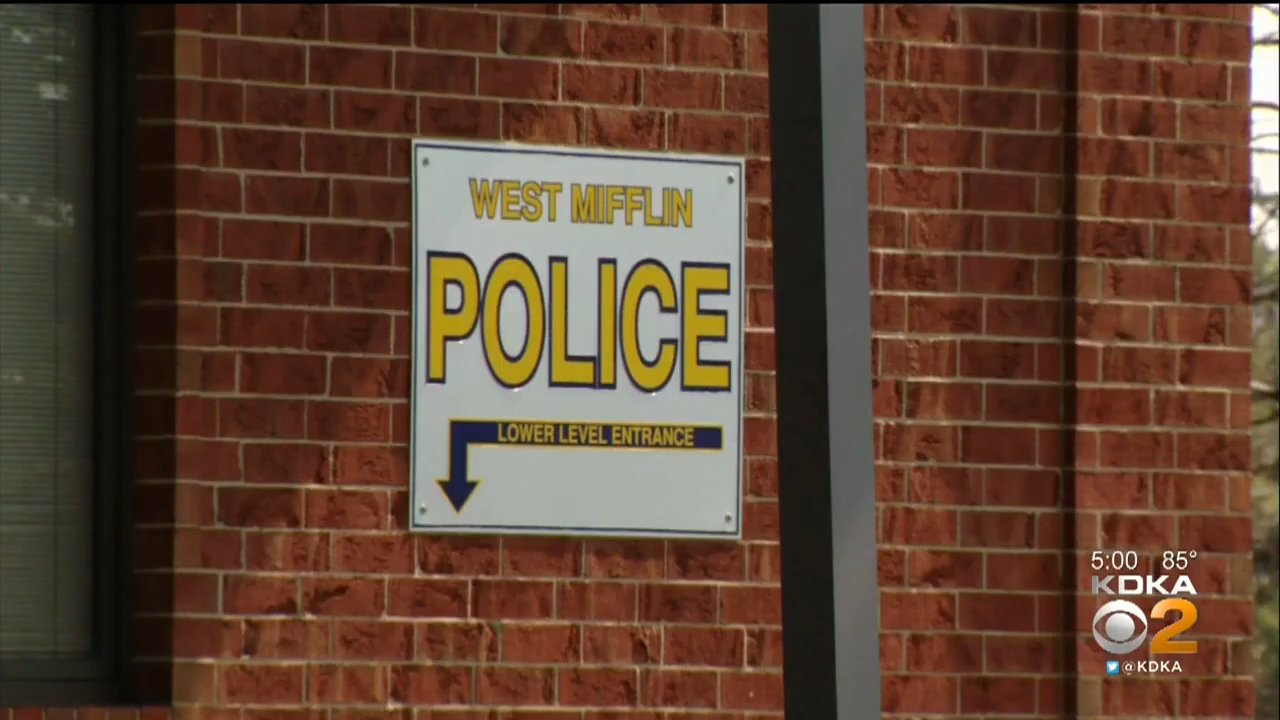 WEST MIFFLIN
POLICE
LOWER LEVEL ENTRANCE
5:00 85°
KDKA
2
@KDKA